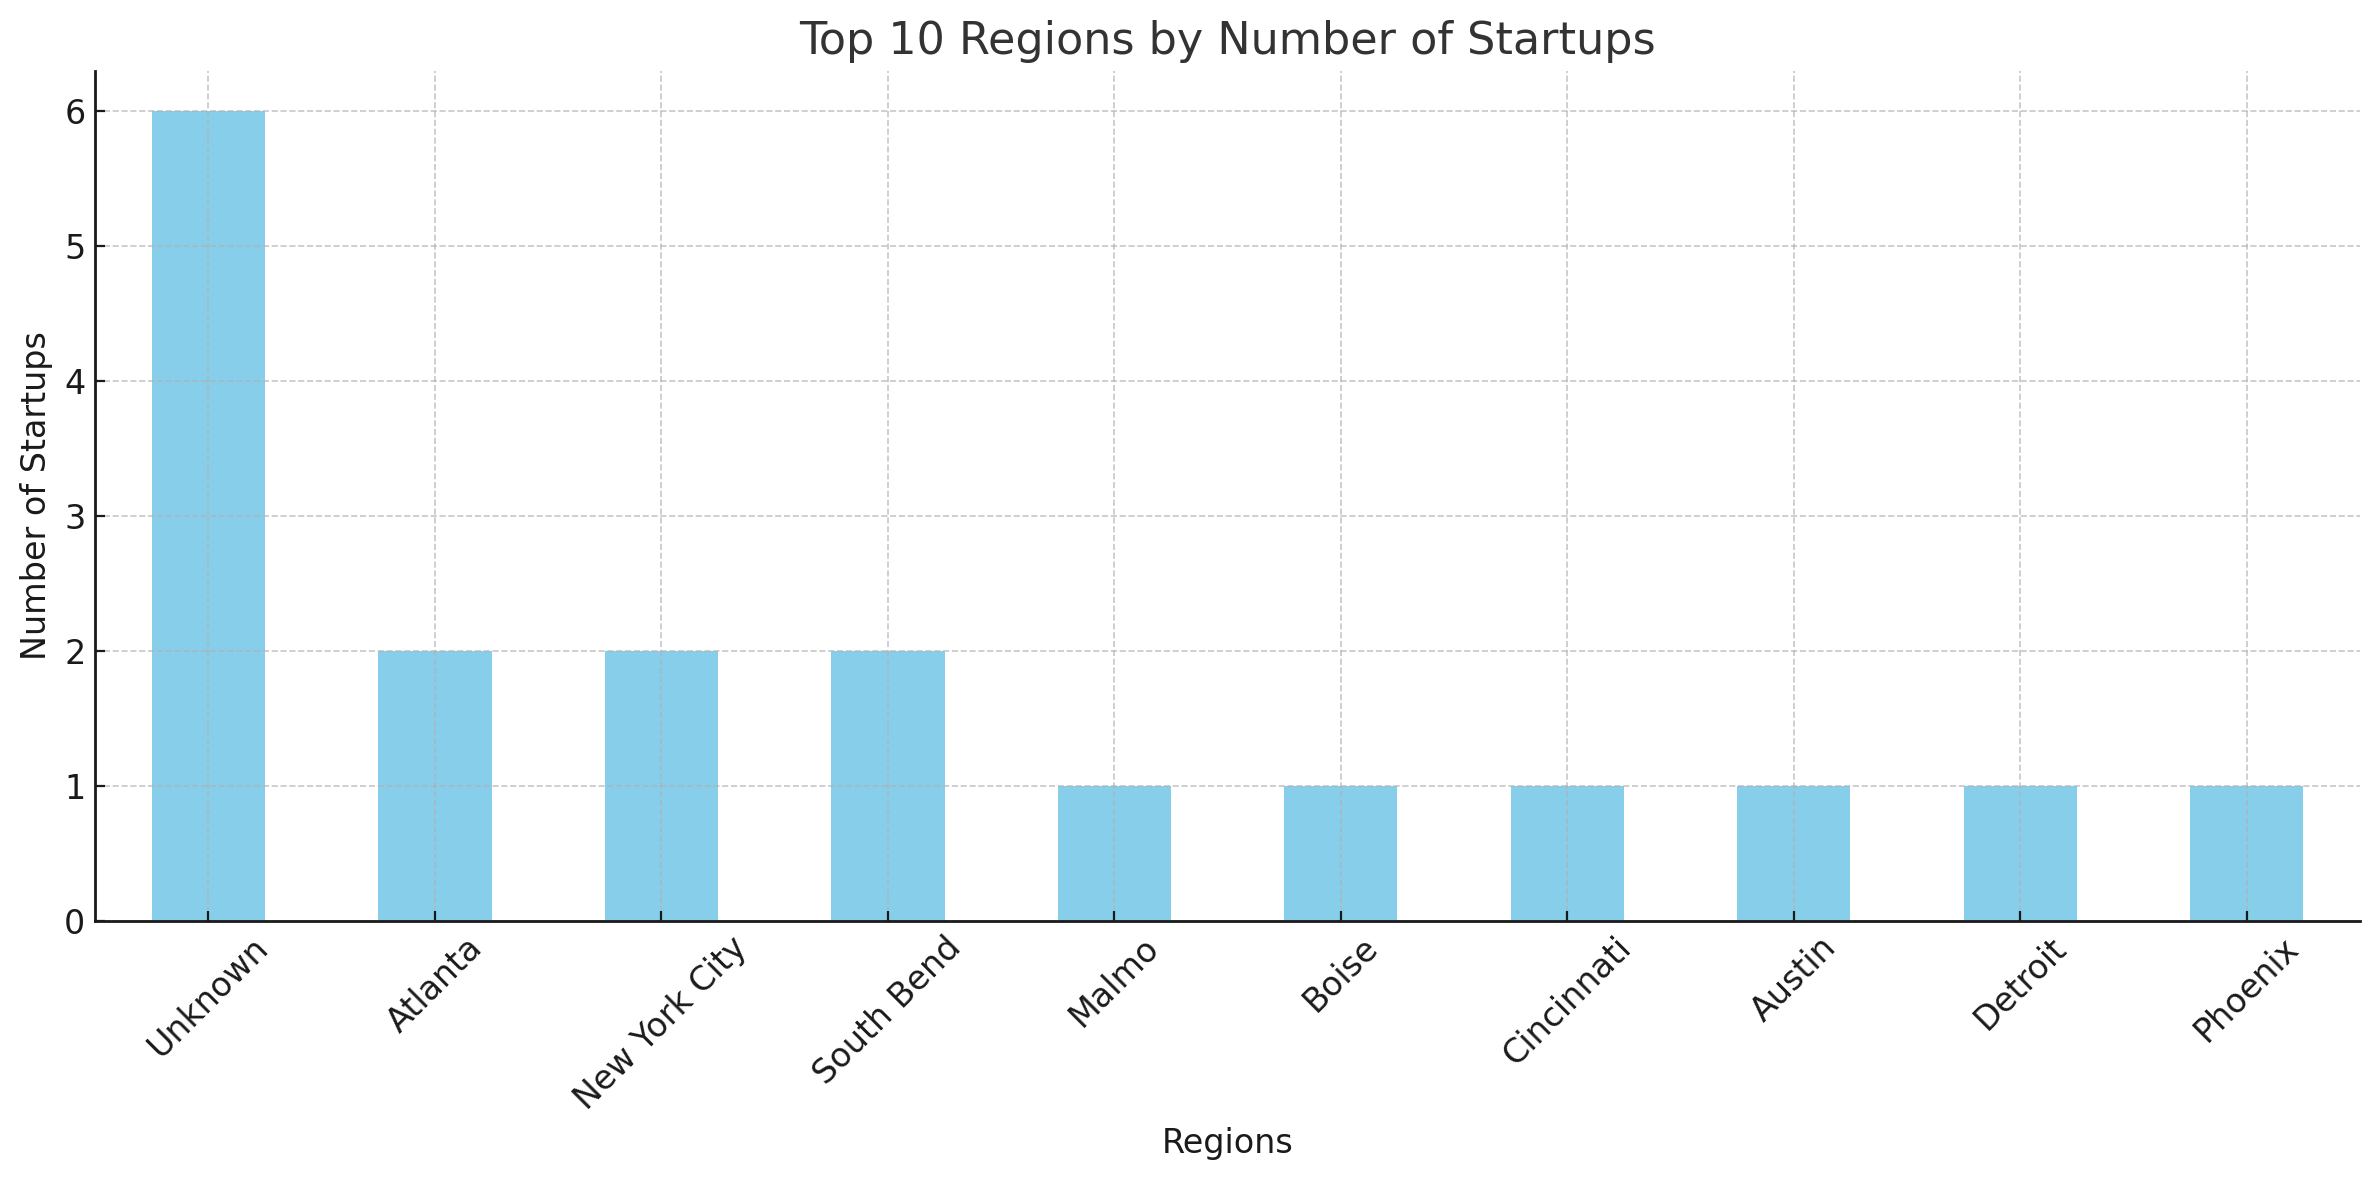 Top 10 Regions by Number of Startups
Number of Startups
6
5
4
3
2
1
0
Unknown
Atlanta
New York City
South Bend
Malmo
Boise
Cincinnati
Austin
Detroit
Phoenix
Regions